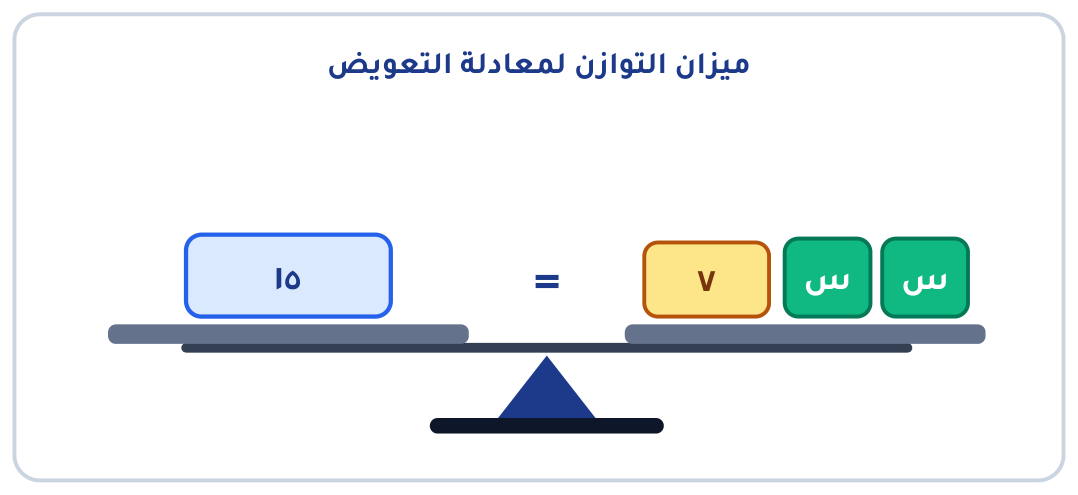 ميزان التوازن لمعادلة التعويض
س س ٧ = ١٥